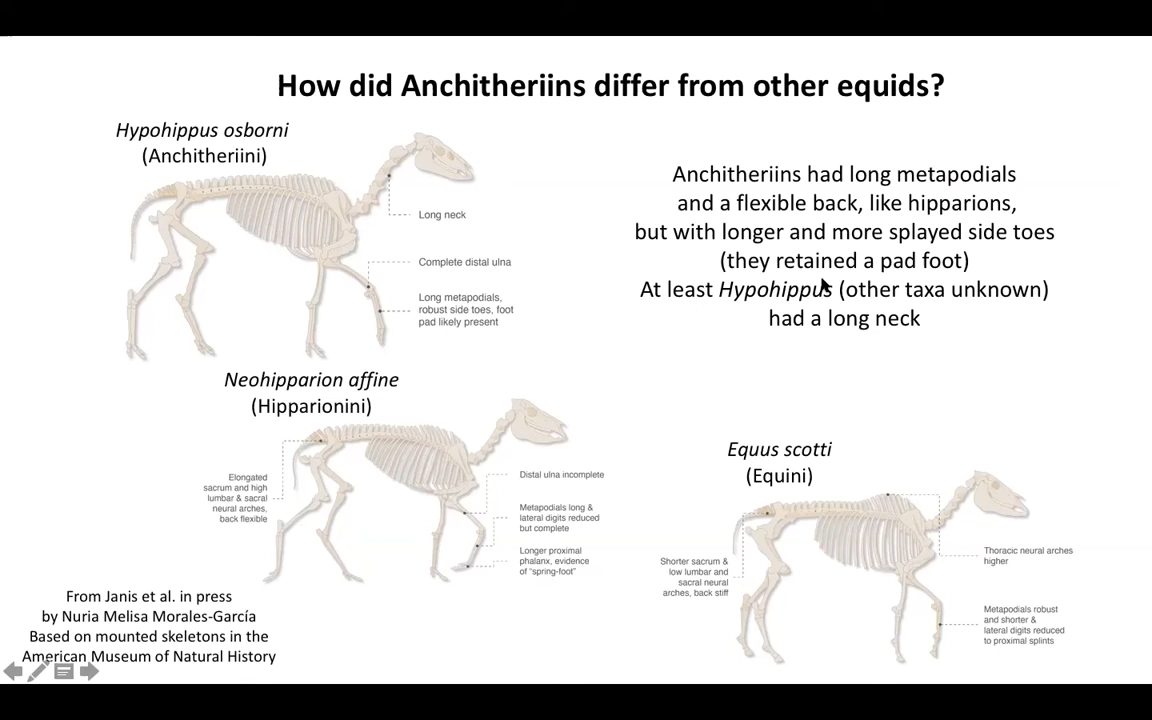 How did Anchitheriins differ from other equids?
Hypohippus osborni
(Anchitheriini)
Long neck
Complete distal ulna
Long metapodials,
robust side toes, foot
pad likely present
Anchitheriins had long metapodials
and a flexible back, like hipparions,
but with longer and more splayed side toes
(they retained a pad foot)
At least Hypohippus (other taxa unknown)
had a long neck
Neohipparion affine
(Hipparionini)
Elongated
sacrum and high
lumbar & sacral
neural arches,
back flexible
Distal ulna incomplete
Metapodials long &
lateral digits reduced
but complete
Longer proximal
phalanx, evidence
of "spring-foot"
Equus scotti
(Equini)
Shorter sacrum &
low lumbar and
sacral neural
arches, back stiff
Thoracic neural arches
higher
Metapodials robust
and shorter &
lateral digits reduced
to proximal splints
From Janis et al. in press
by Nuria Melisa Morales-García
Based on mounted skeletons in the
American Museum of Natural History